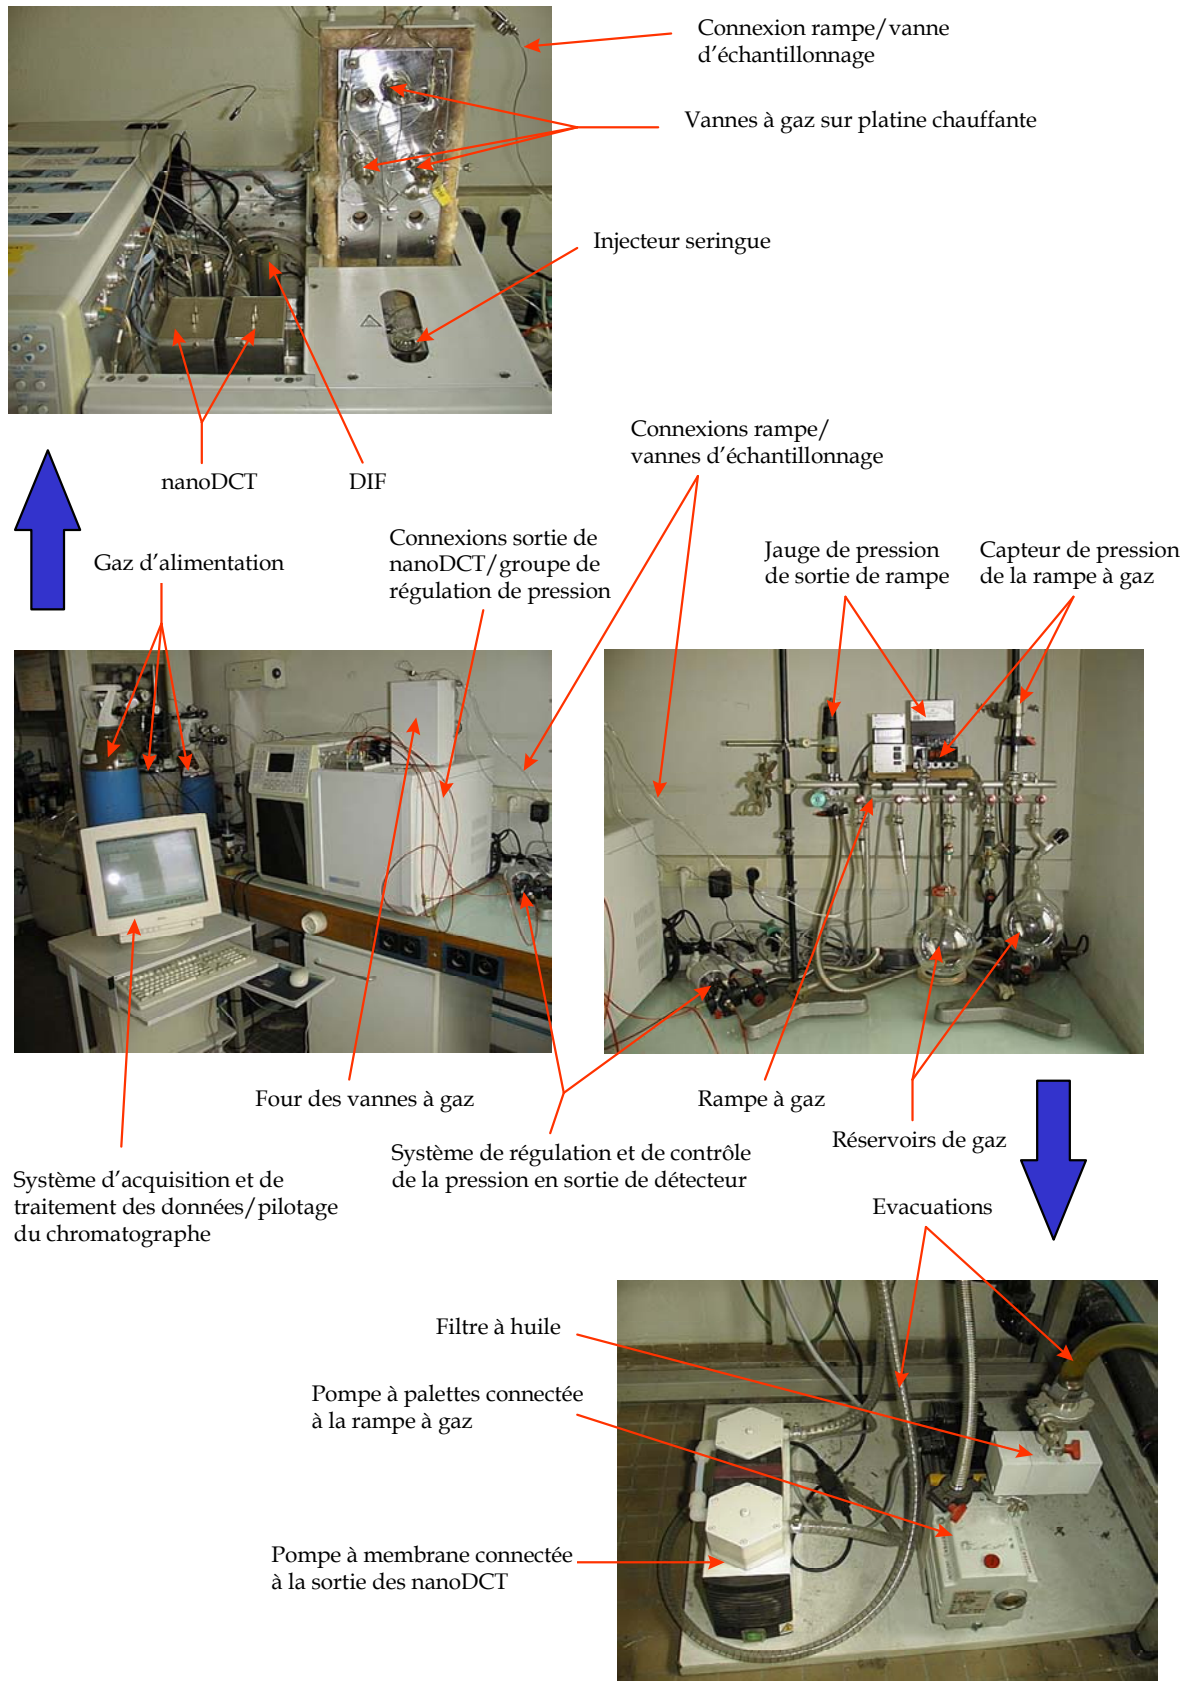 Connexion rampe/vanne
d'échantillonnage
Vannes à gaz sur platine chauffante
Injecteur seringue
nanoDCT
DIF
Connexions rampe/
vannes d'échantillonnage
Gaz d'alimentation
Connexions sortie de
nanoDCT/groupe de
régulation de pression
Jauge de pression
de sortie de rampe
Capteur de pression
de la rampe à gaz
Four des vannes à gaz
Rampe à gaz
Réservoirs de gaz
Système de régulation et de contrôle
de la pression en sortie de détecteur
Système d'acquisition et de
traitement des données/pilotage
du chromatographe
Evacuations
Filtre à huile
Pompe à palettes connectée
à la rampe à gaz
Pompe à membrane connectée
à la sortie des nanoDCT